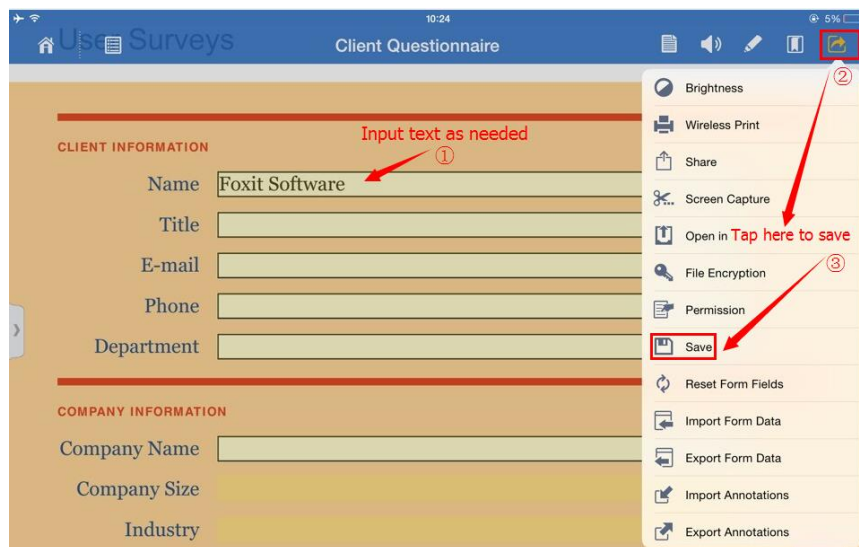 10:24
5%
User Surveys
Client Questionnaire
②
Brightness
Wireless Print
Share
Screen Capture
Open in Tap here to save
③
File Encryption
Permission
Save
Reset Form Fields
Import Form Data
Export Form Data
Import Annotations
Export Annotations
Input text as needed
①
CLIENT INFORMATION
Name Foxit Software
Title
E-mail
Phone
Department
COMPANY INFORMATION
Company Name
Company Size
Industry